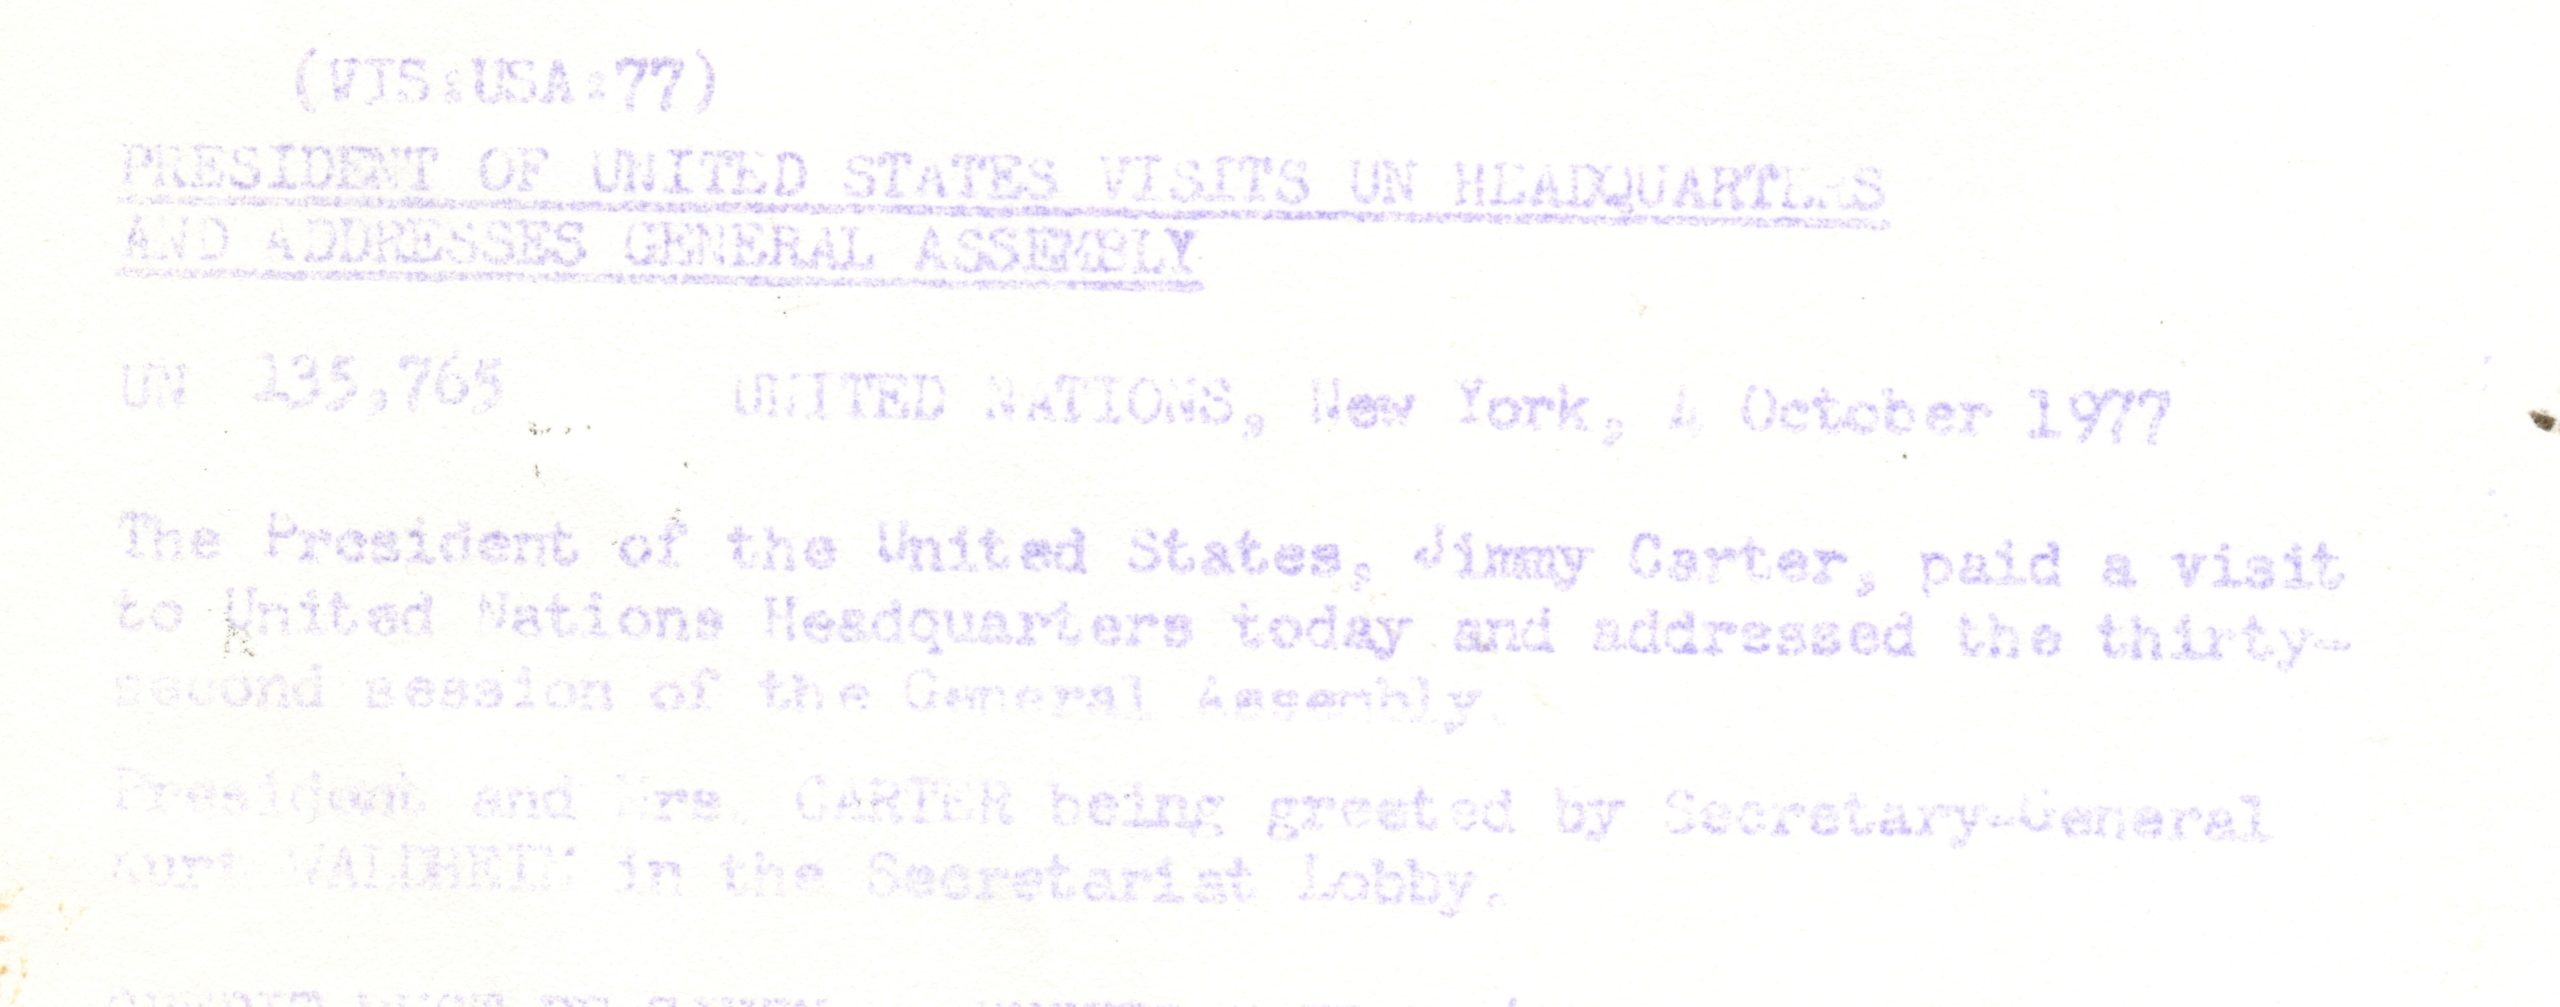 (VIS:USA:77)
PRESIDENT OF UNITED STATES VISITS UN HEADQUARTERS
AND ADDRESSES GENERAL ASSEMBLY
UN 135,765 UNITED NATIONS, New York, 4 October 1977
The President of the United States, Jimmy Carter, paid a visit
to United Nations Headquarters today and addressed the thirty-
second session of the General Assembly.
President and Mrs. CARTER being greeted by Secretary-General
Kurt WALDHEIM in the Secretariat Lobby.